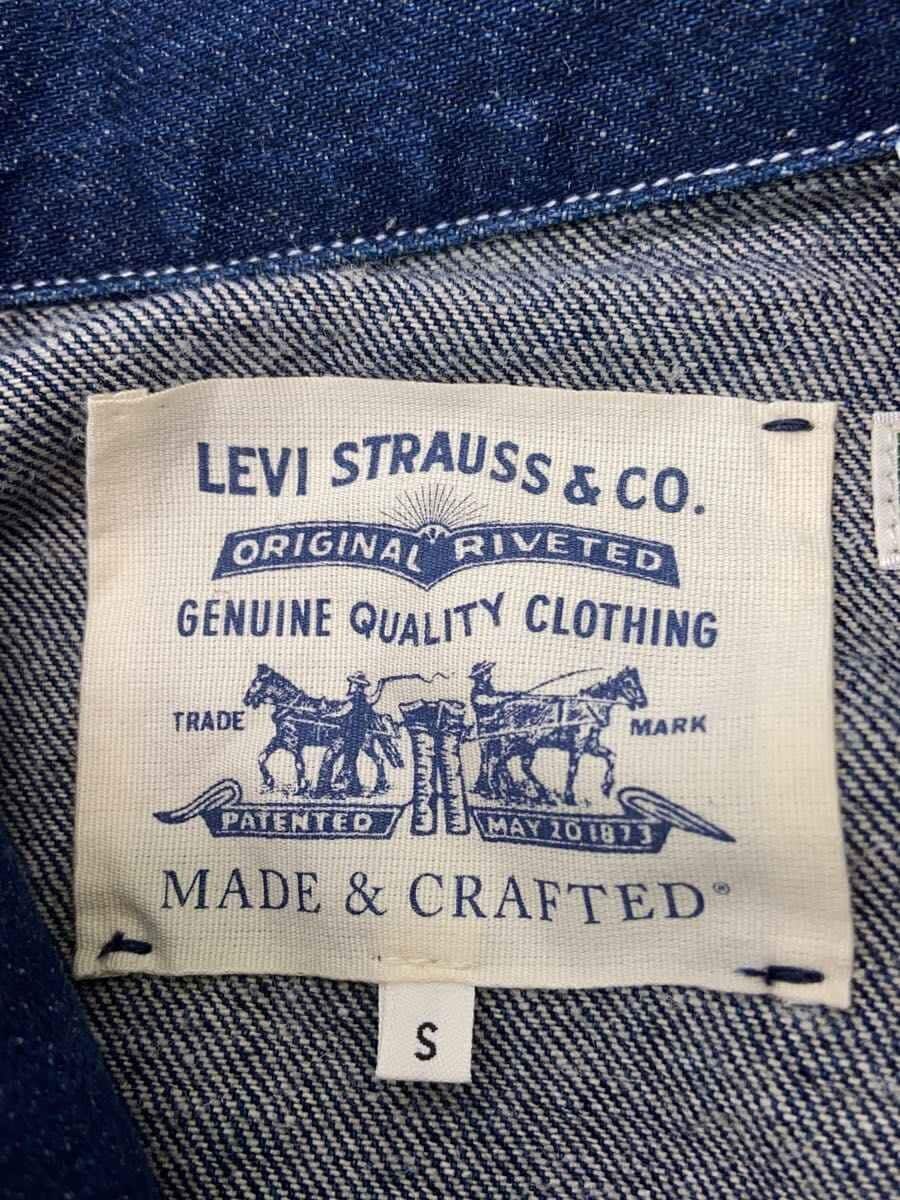 LEVI STRAUSS & CO.
ORIGINAL RIVETED
GENUINE QUALITY CLOTHING
TRADE MARK
PATENTED MAY 20 1873
MADE & CRAFTED®
S